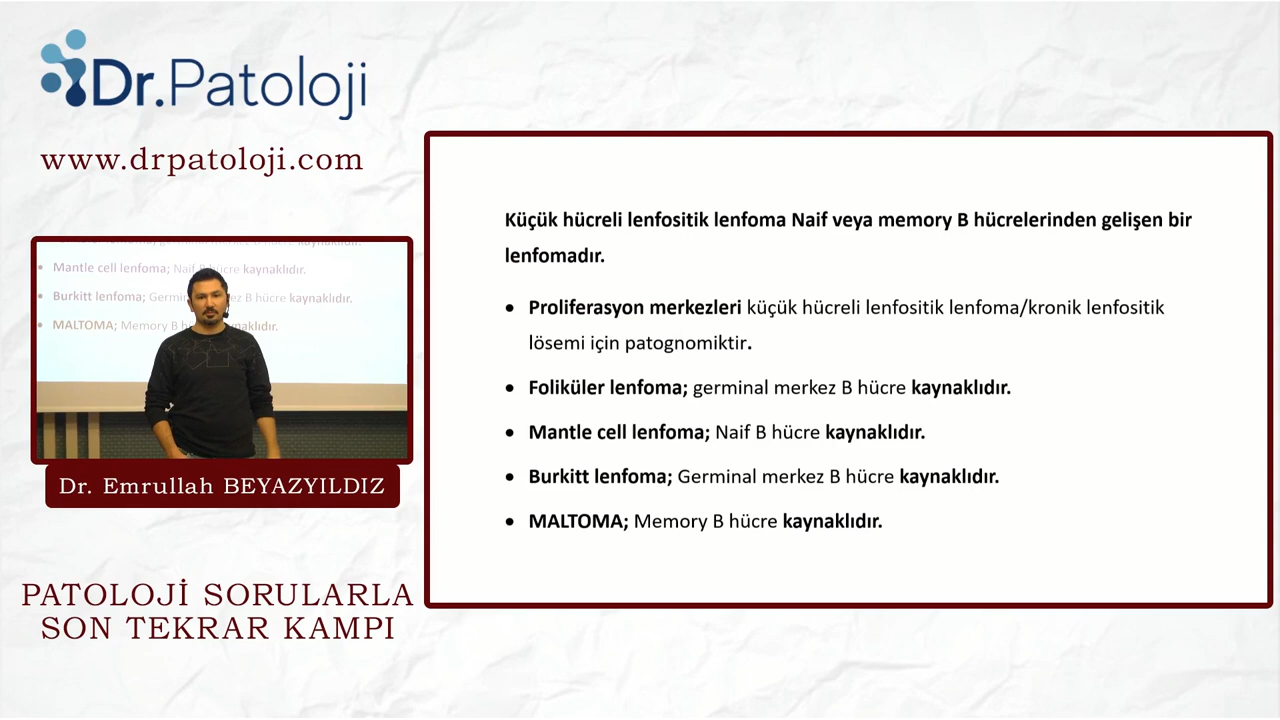 Dr.Patoloji
www.drpatoloji.com
Mantle cell lenfoma; Naif B hücre kaynaklıdır.
Burkitt lenfoma; Germinal merkez B hücre kaynaklıdır.
MALTOMA; Memory B hücre kaynaklıdır.
Dr. Emrullah BEYAZYILDIZ
PATOLOJİ SORULARLA
SON TEKRAR KAMPI
Küçük hücreli lenfositik lenfoma Naif veya memory B hücrelerinden gelişen bir
lenfomadır.
• Proliferasyon merkezleri küçük hücreli lenfositik lenfoma/kronik lenfositik
lösemi için patognomiktir.
• Foliküler lenfoma; germinal merkez B hücre kaynaklıdır.
• Mantle cell lenfoma; Naif B hücre kaynaklıdır.
• Burkitt lenfoma; Germinal merkez B hücre kaynaklıdır.
• MALTOMA; Memory B hücre kaynaklıdır.